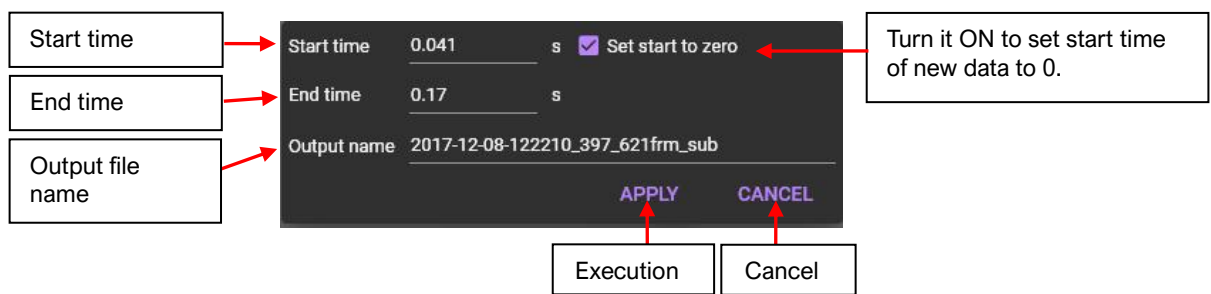 Start time
Start time 0.041 s Set start to zero
Turn it ON to set start time
of new data to 0.
End time
End time 0.17 s
Output file
name
Output name 2017-12-08-122210_397_621frm_sub
APPLY CANCEL
Execution
Cancel